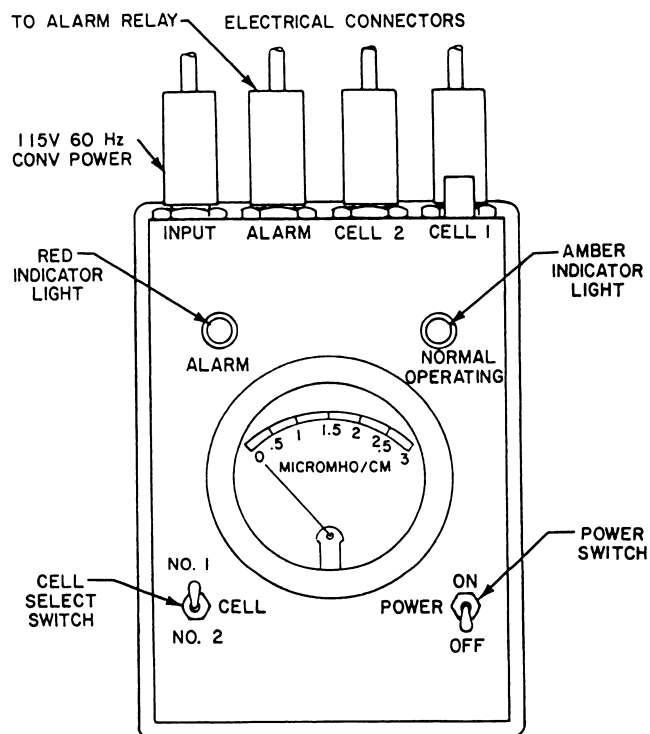 TO ALARM RELAY
ELECTRICAL CONNECTORS
115V 60 Hz
CONV POWER
INPUT
ALARM
CELL 2
CELL 1
RED
INDICATOR
LIGHT
AMBER
INDICATOR
LIGHT
ALARM
NORMAL
OPERATING
0 .5 1 1.5 2 2.5 3
MICROMHO/CM
POWER
SWITCH
CELL
SELECT
SWITCH
NO. 1
CELL
NO. 2
ON
POWER
OFF